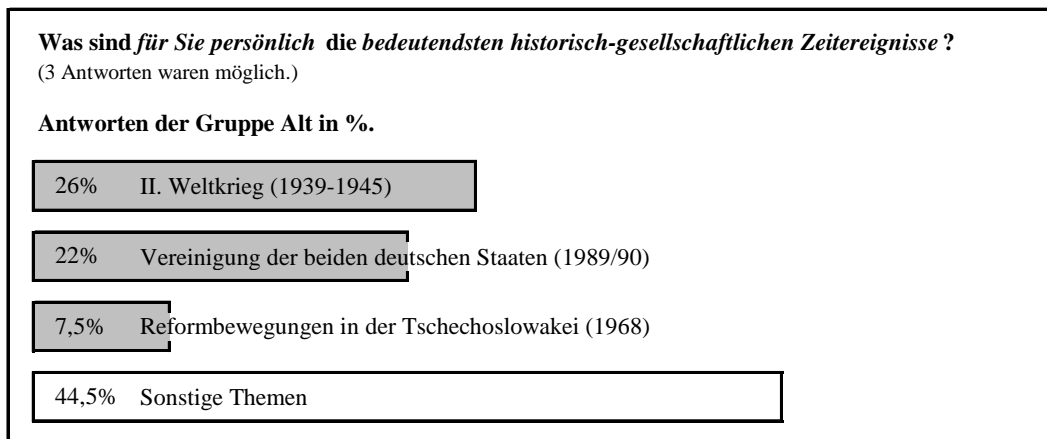 Was sind für Sie persönlich die bedeutendsten historisch-gesellschaftlichen Zeitereignisse ?
(3 Antworten waren möglich.)
Antworten der Gruppe Alt in %.
26% II. Weltkrieg (1939-1945)
22% Vereinigung der beiden deutschen Staaten (1989/90)
7,5% Reformbewegungen in der Tschechoslowakei (1968)
44,5% Sonstige Themen